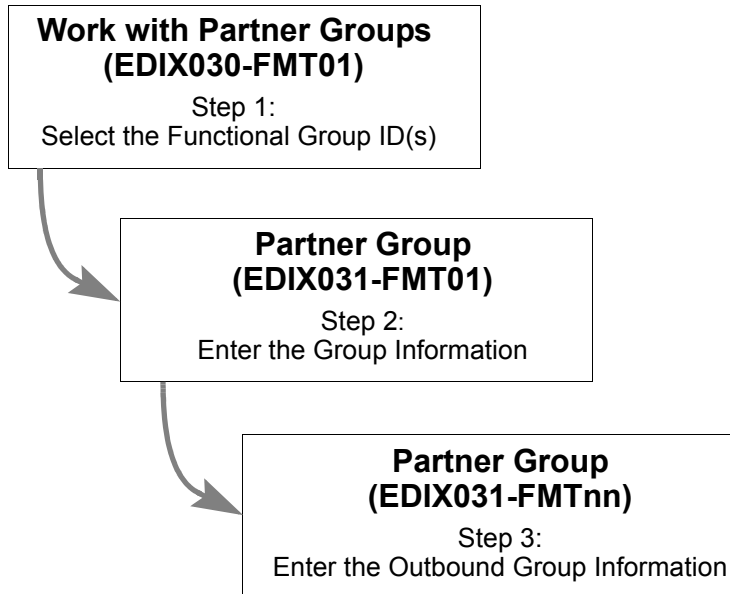 Work with Partner Groups
(EDIX030-FMT01)
Step 1:
Select the Functional Group ID(s)
Partner Group
(EDIX031-FMT01)
Step 2:
Enter the Group Information
Partner Group
(EDIX031-FMTnn)
Step 3:
Enter the Outbound Group Information